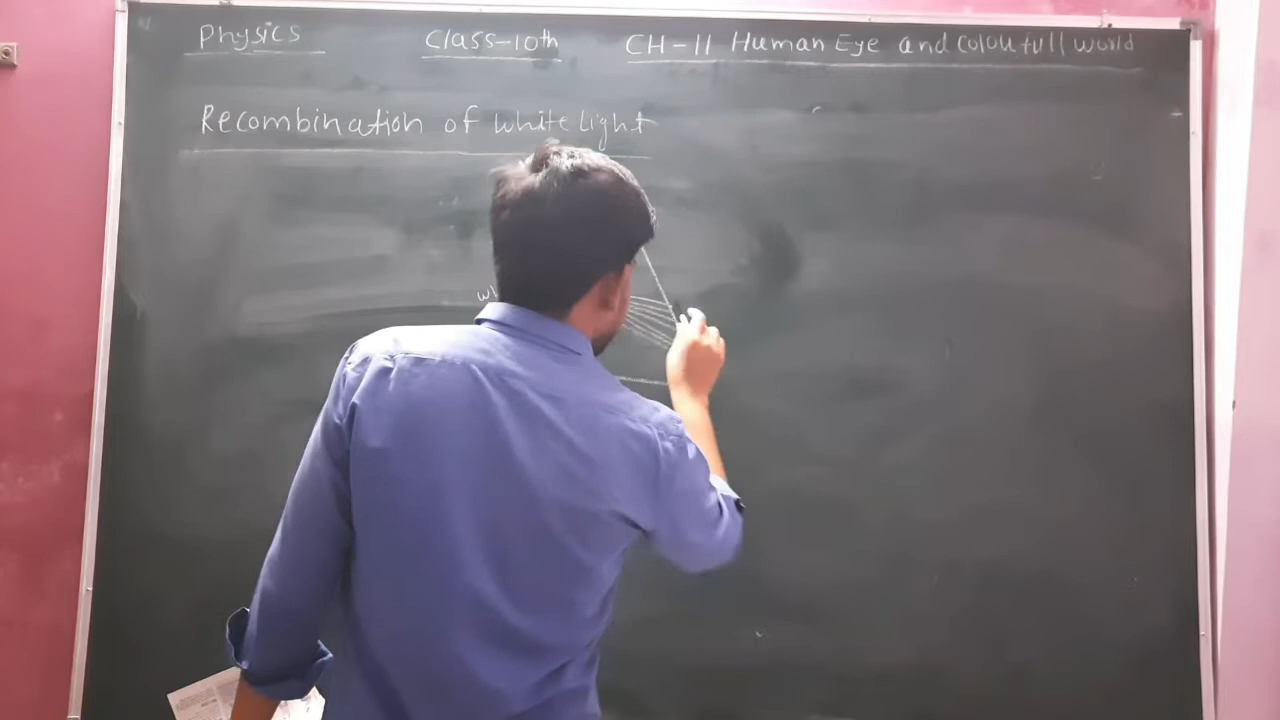 Physics Class-10th CH-11 Human Eye and Colourfull world
Recombination of White Light